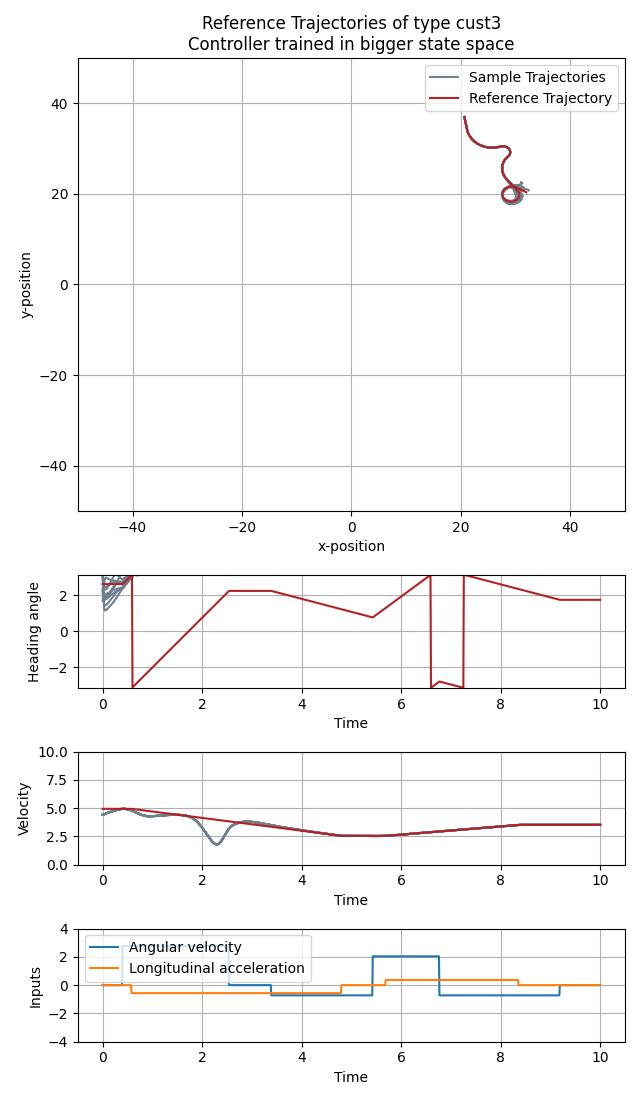 Reference Trajectories of type cust3
Controller trained in bigger state space
Sample Trajectories
Reference Trajectory
40
20
0
−20
−40
y-position
−40 −20 0 20 40
x-position
2
0
−2
Heading angle
0 2 4 6 8 10
Time
10.0
7.5
5.0
2.5
0.0
Velocity
0 2 4 6 8 10
Time
4
2
0
−2
−4
Inputs
Angular velocity
Longitudinal acceleration
0 2 4 6 8 10
Time